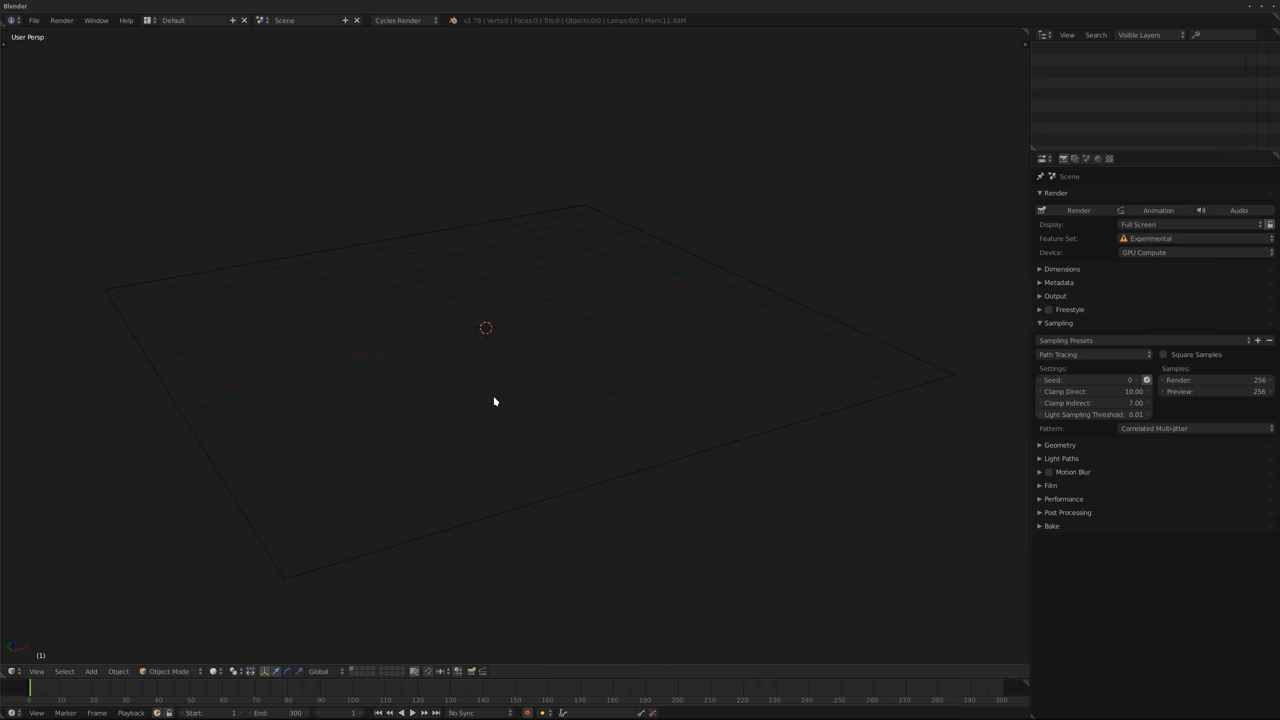 Blender
File Render Window Help Default Scene Cycles Render v2.79 | Verts:0 | Faces:0 | Tris:0 | Objects:0/0 | Lamps:0/0 | Mem:11.48M
User Persp
View Search Visible Layers
Scene
Render
Render Animation Audio
Display: Full Screen
Feature Set: Experimental
Device: GPU Compute
Dimensions
Metadata
Output
Freestyle
Sampling
Sampling Presets
Path Tracing Square Samples
Settings: Samples:
Seed: 0 Render: 256
Clamp Direct: 10.00 Preview: 256
Clamp Indirect: 7.00
Light Sampling Threshold: 0.01
Pattern: Correlated Multi-Jitter
Geometry
Light Paths
Motion Blur
Film
Performance
Post Processing
Bake
(1)
View Select Add Object Object Mode Global
0 10 20 30 40 50 60 70 80 90 100 110 120 130 140 150 160 170 180 190 200 210 220 230 240 250 260 270 280 290 300
View Marker Frame Playback Start: 1 End: 300 1 No Sync